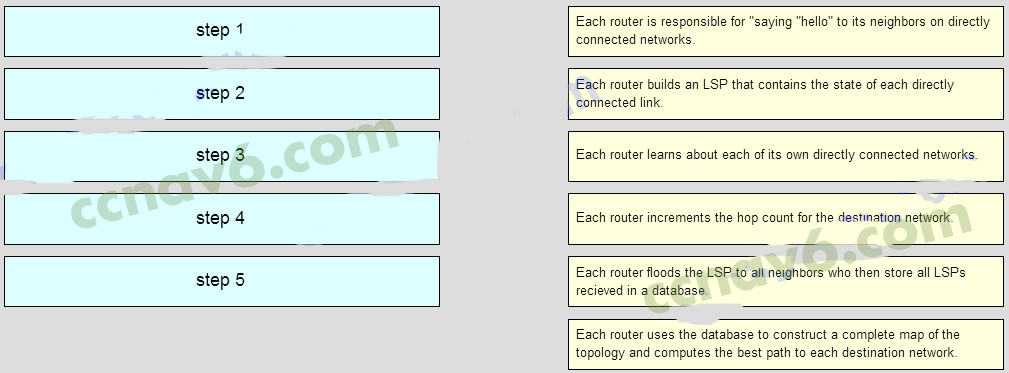 step 1
step 2
step 3
step 4
step 5
Each router is responsible for "saying "hello" to its neighbors on directly
connected networks.
Each router builds an LSP that contains the state of each directly
connected link.
Each router learns about each of its own directly connected networks.
Each router increments the hop count for the destination network.
Each router floods the LSP to all neighbors who then store all LSPs
recieved in a database.
Each router uses the database to construct a complete map of the
topology and computes the best path to each destination network.
ccnav6.com
ccnav6.com